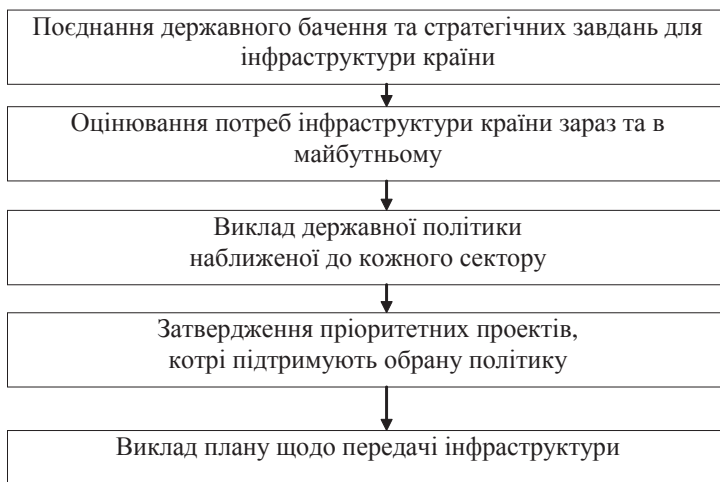 Поєднання державного бачення та стратегічних завдань для
інфраструктури країни
Оцінювання потреб інфраструктури країни зараз та в
майбутньому
Виклад державної політики
наближеної до кожного сектору
Затвердження пріоритетних проектів,
котрі підтримують обрану політику
Виклад плану щодо передачі інфраструктури